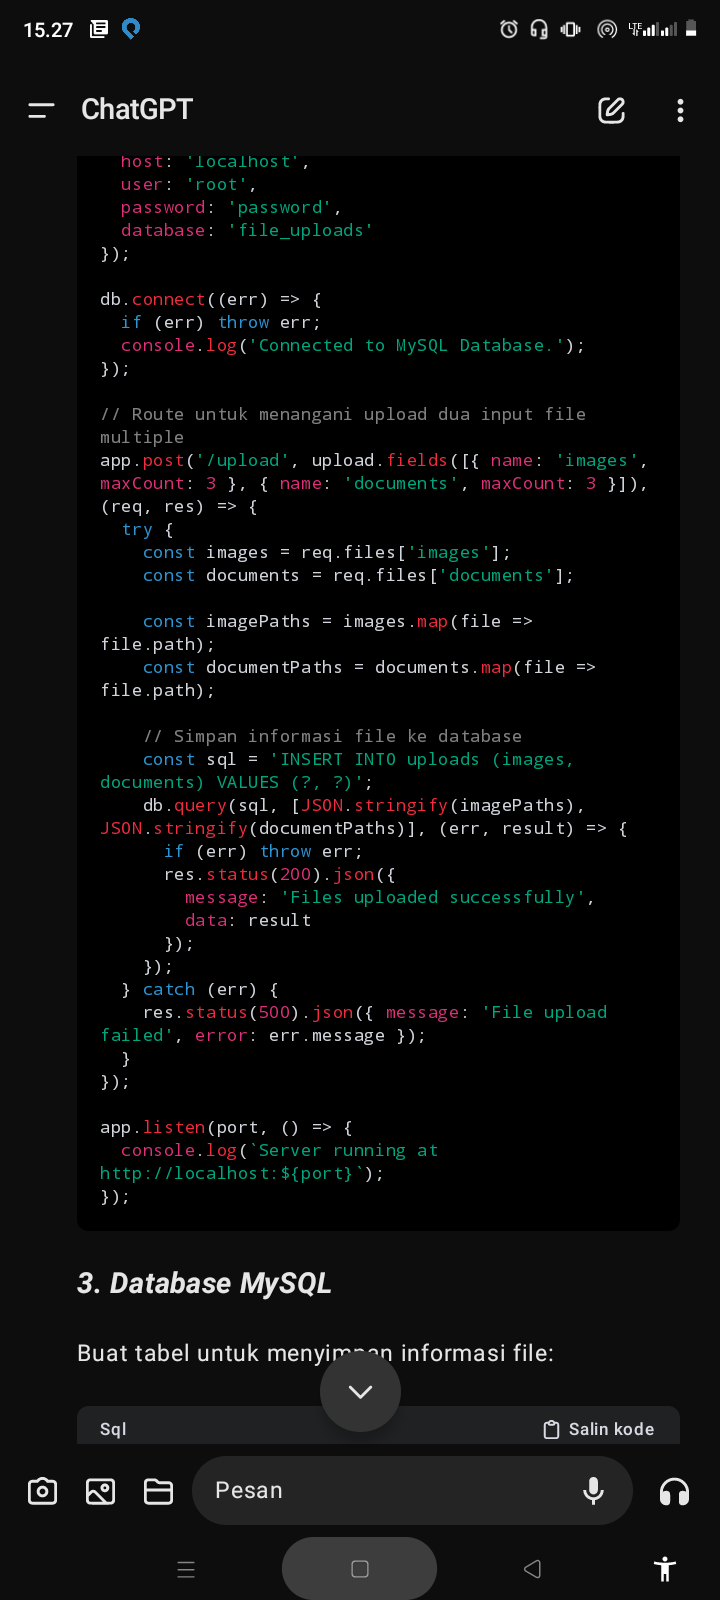 15.27
LTE
ChatGPT
host: 'localhost',
user: 'root',
password: 'password',
database: 'file_uploads'
});
db.connect((err) => {
if (err) throw err;
console.log('Connected to MySQL Database.');
});
// Route untuk menangani upload dua input file
multiple
app.post('/upload', upload.fields([{ name: 'images',
maxCount: 3 }, { name: 'documents', maxCount: 3 }]),
(req, res) => {
try {
const images = req.files['images'];
const documents = req.files['documents'];
const imagePaths = images.map(file =>
file.path);
const documentPaths = documents.map(file =>
file.path);
// Simpan informasi file ke database
const sql = 'INSERT INTO uploads (images,
documents) VALUES (?, ?)';
db.query(sql, [JSON.stringify(imagePaths),
JSON.stringify(documentPaths)], (err, result) => {
if (err) throw err;
res.status(200).json({
message: 'Files uploaded successfully',
data: result
});
});
} catch (err) {
res.status(500).json({ message: 'File upload
failed', error: err.message });
}
});
app.listen(port, () => {
console.log(`Server running at
http://localhost:${port}`);
});
3. Database MySQL
Buat tabel untuk menyimpan informasi file:
Sql
Salin kode
Pesan